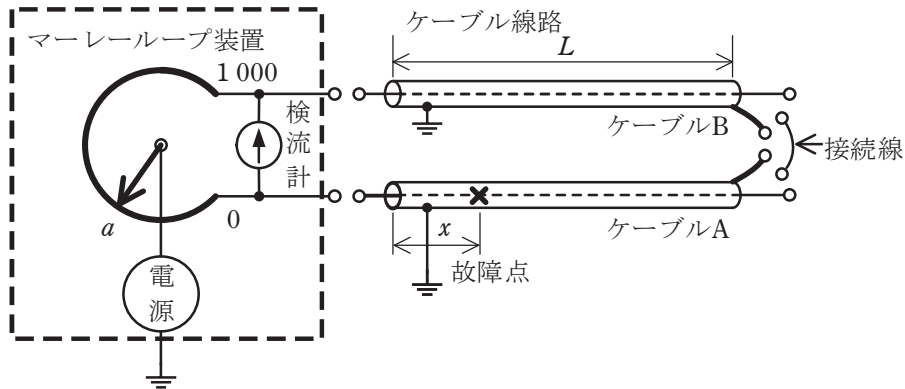 ケーブル線路
マーレーループ装置
L
1 000
検流計
ケーブルB
接続線
a
0
x
ケーブルA
故障点
電源